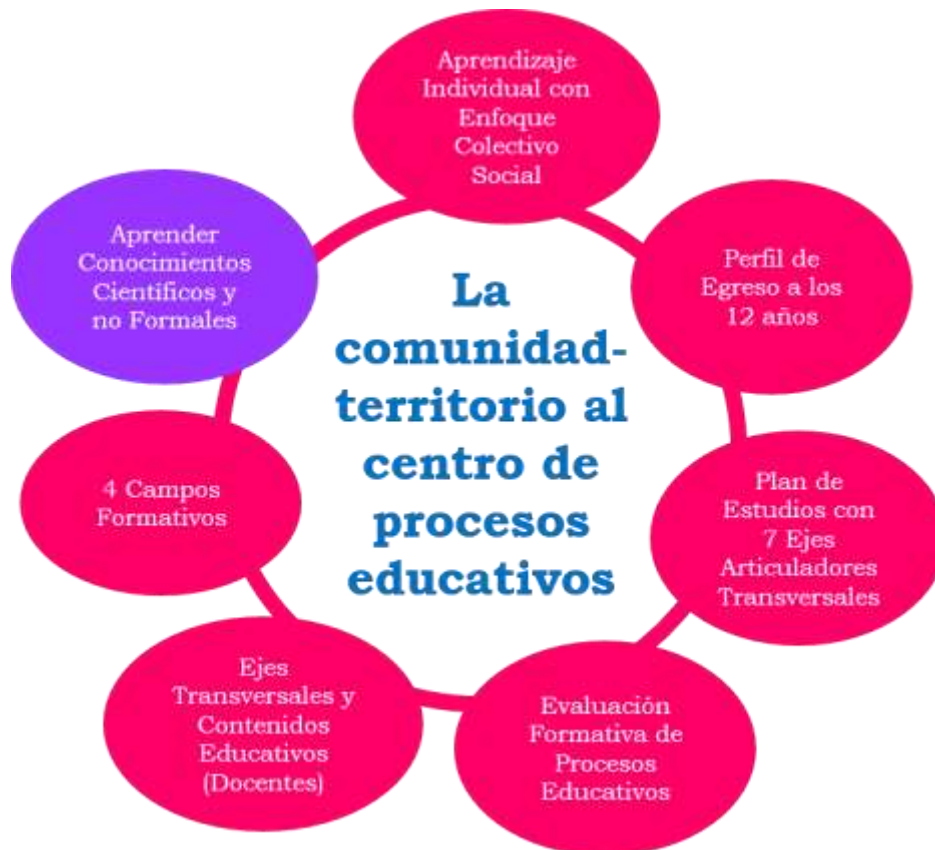 Aprendizaje
Individual con
Enfoque
Colectivo
Social
Perfil de
Egreso a los
12 años
Plan de
Estudios con
7 Ejes
Articuladores
Transversales
Evaluación
Formativa de
Procesos
Educativos
Ejes
Transversales y
Contenidos
Educativos
(Docentes)
4 Campos
Formativos
Aprender
Conocimientos
Científicos y
no Formales
La
comunidad-
territorio al
centro de
procesos
educativos